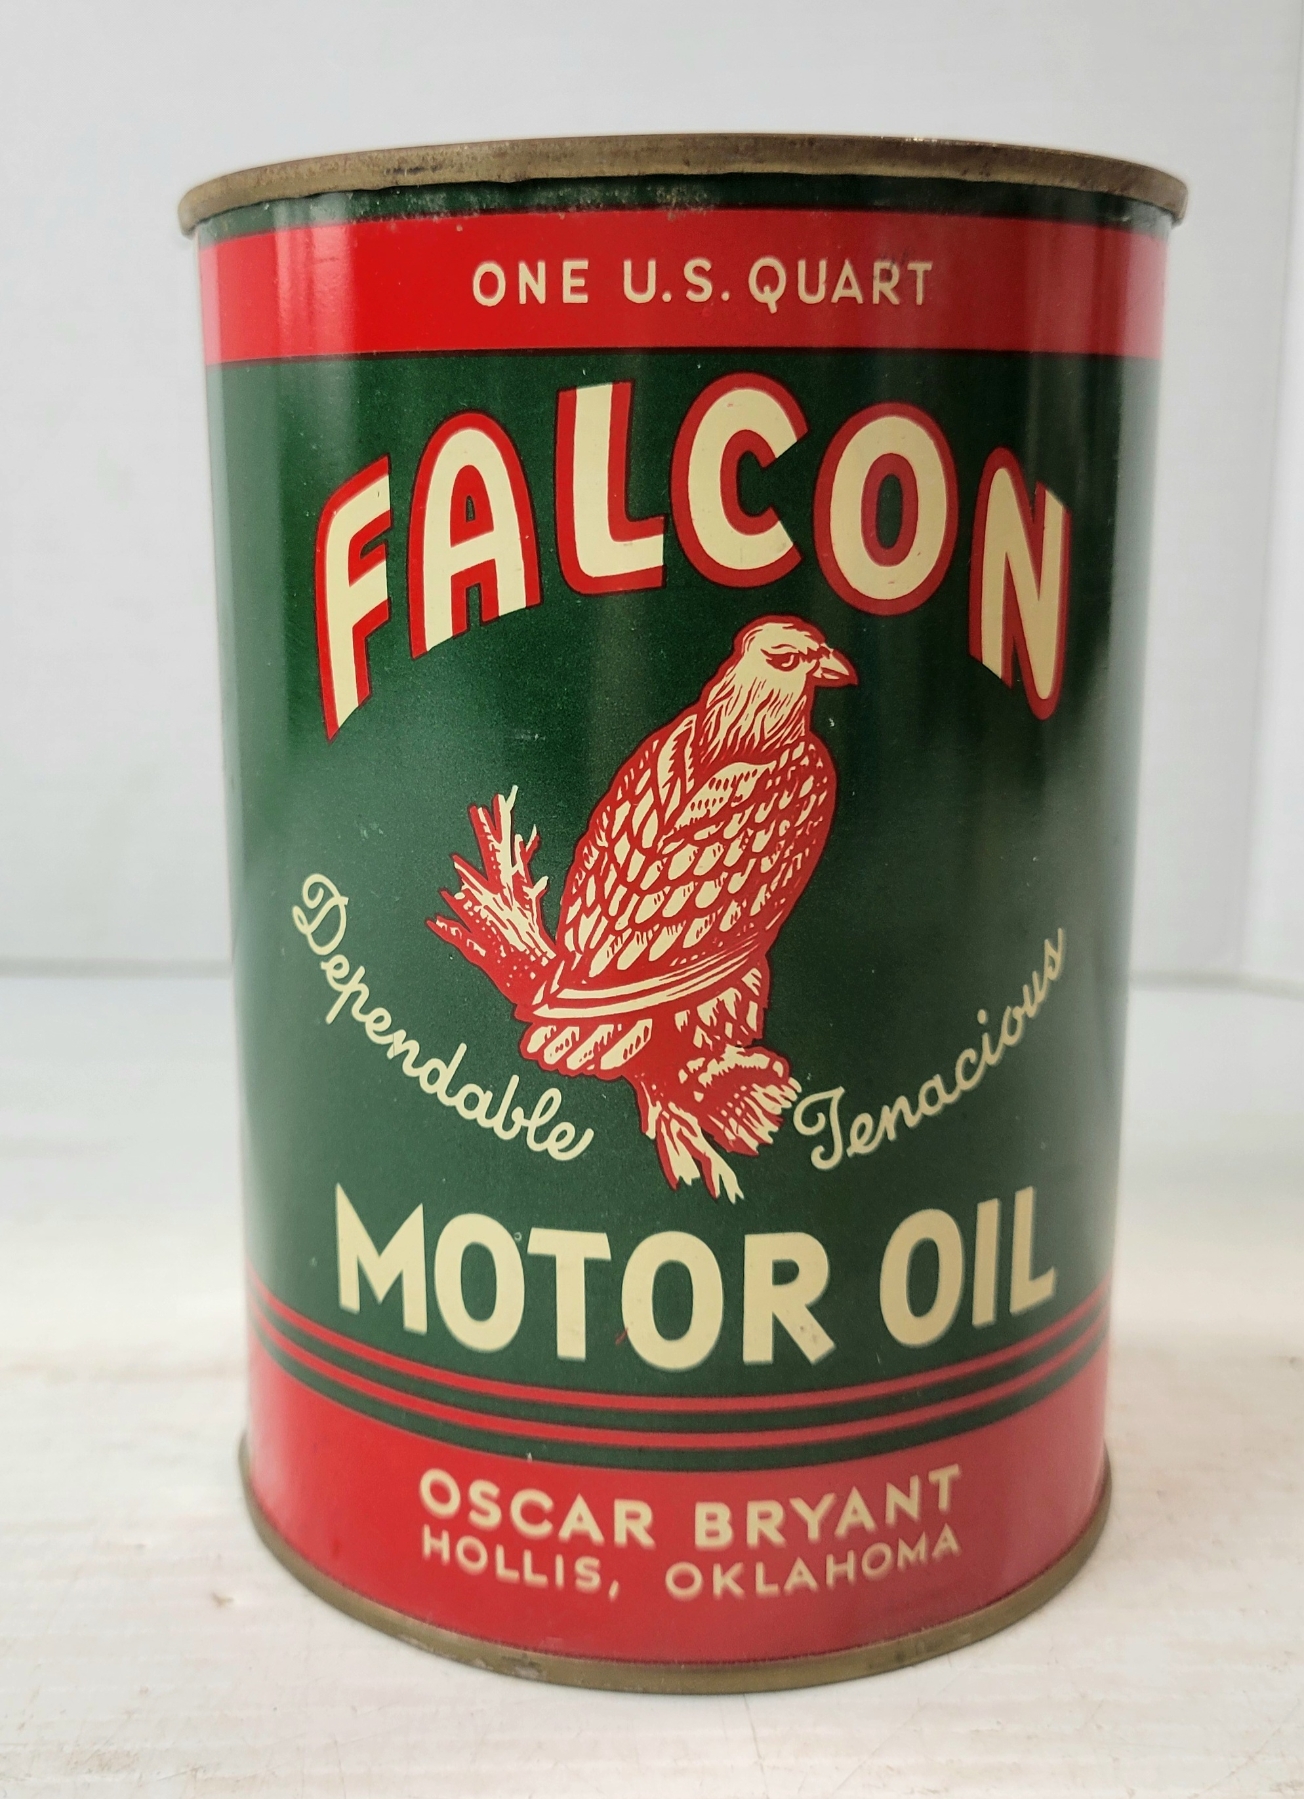 ONE U.S. QUART
FALCON
Dependable
Tenacious
MOTOR OIL
OSCAR BRYANT
HOLLIS, OKLAHOMA